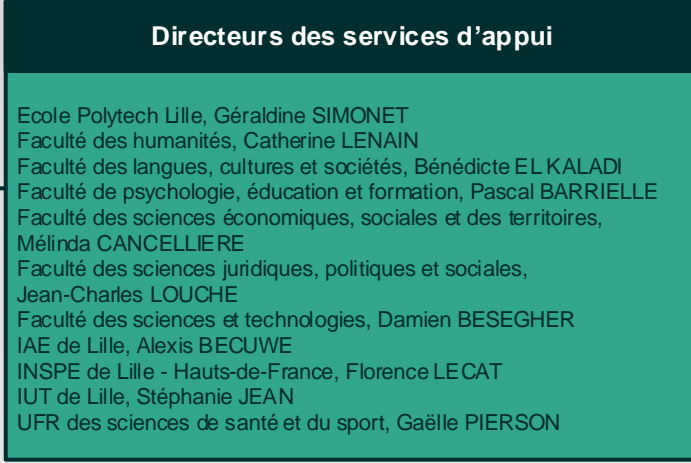 Directeurs des services d’appui
Ecole Polytech Lille, Géraldine SIMONET
Faculté des humanités, Catherine LENAIN
Faculté des langues, cultures et sociétés, Bénédicte EL KALADI
Faculté de psychologie, éducation et formation, Pascal BARRIELLE
Faculté des sciences économiques, sociales et des territoires,
Mélinda CANCELLIERE
Faculté des sciences juridiques, politiques et sociales,
Jean-Charles LOUCHE
Faculté des sciences et technologies, Damien BESEGHER
IAE de Lille, Alexis BECUWE
INSPE de Lille - Hauts-de-France, Florence LECAT
IUT de Lille, Stéphanie JEAN
UFR des sciences de santé et du sport, Gaëlle PIERSON